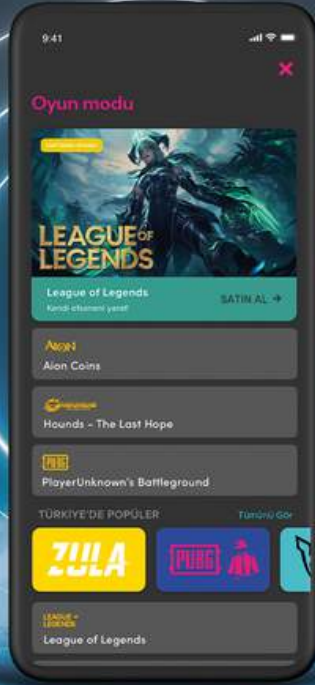 9:41
Oyun modu
LEAGUE OF
LEGENDS
League of Legends
Kendi efsaneni yarat!
SATIN AL →
AION
Aion Coins
Hounds - The Last Hope
PUBG
PlayerUnknown's Battleground
TÜRKİYE'DE POPÜLER
Tümünü Gör
ZULA
PUBG
LEAGUE OF
LEGENDS
League of Legends